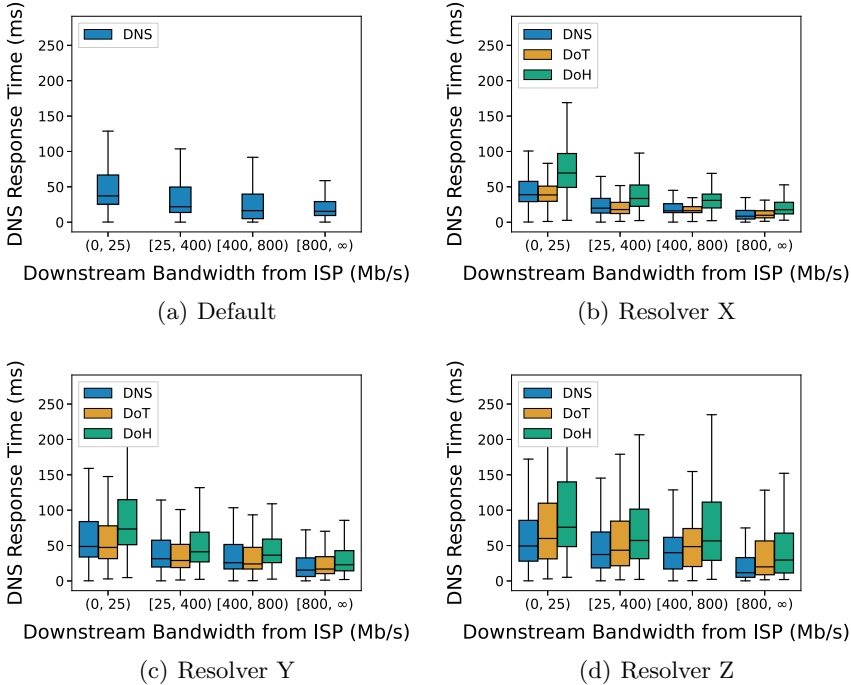 DNS Response Time (ms)
250
200
150
100
50
0
DNS
(0, 25) [25, 400) [400, 800) [800, ∞)
Downstream Bandwidth from ISP (Mb/s)
(a) Default
DNS Response Time (ms)
250
200
150
100
50
0
DNS
DoT
DoH
(0, 25) [25, 400) [400, 800) [800, ∞)
Downstream Bandwidth from ISP (Mb/s)
(b) Resolver X
DNS Response Time (ms)
250
200
150
100
50
0
DNS
DoT
DoH
(0, 25) [25, 400) [400, 800) [800, ∞)
Downstream Bandwidth from ISP (Mb/s)
(c) Resolver Y
DNS Response Time (ms)
250
200
150
100
50
0
DNS
DoT
DoH
(0, 25) [25, 400) [400, 800) [800, ∞)
Downstream Bandwidth from ISP (Mb/s)
(d) Resolver Z